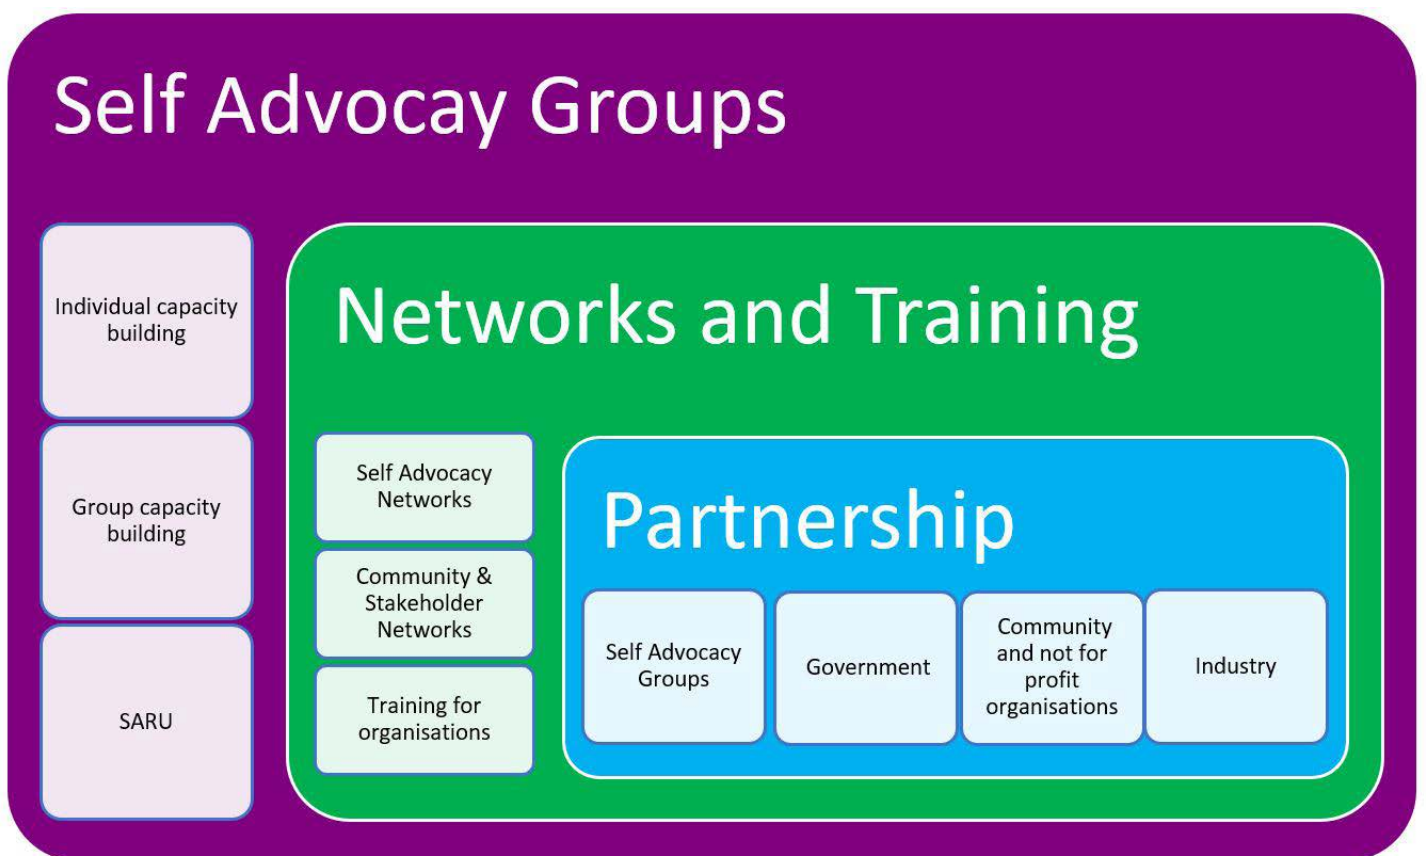 Self Advocay Groups
Individual capacity
building
Group capacity
building
SARU
Networks and Training
Self Advocacy
Networks
Community &
Stakeholder
Networks
Training for
organisations
Partnership
Self Advocacy
Groups
Government
Community
and not for
profit
organisations
Industry